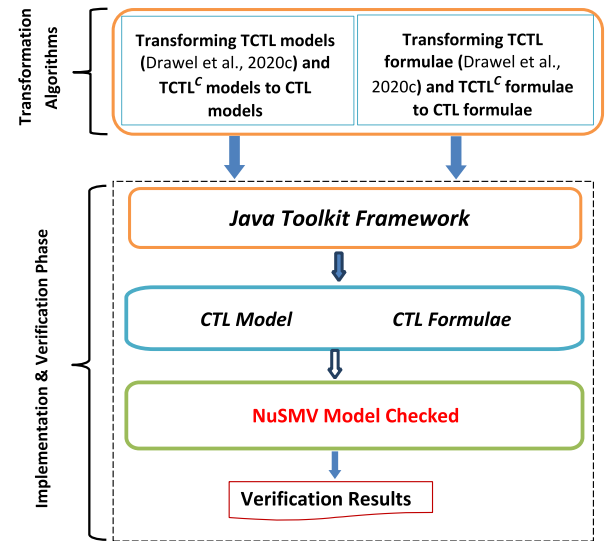 Transformation
Algorithms
Transforming TCTL models
(Drawel et al., 2020c) and
TCTL^C models to CTL
models
Transforming TCTL
formulae (Drawel et al.,
2020c) and TCTL^C formulae
to CTL formulae
Implementation & Verification Phase
Java Toolkit Framework
CTL Model
CTL Formulae
NuSMV Model Checked
Verification Results